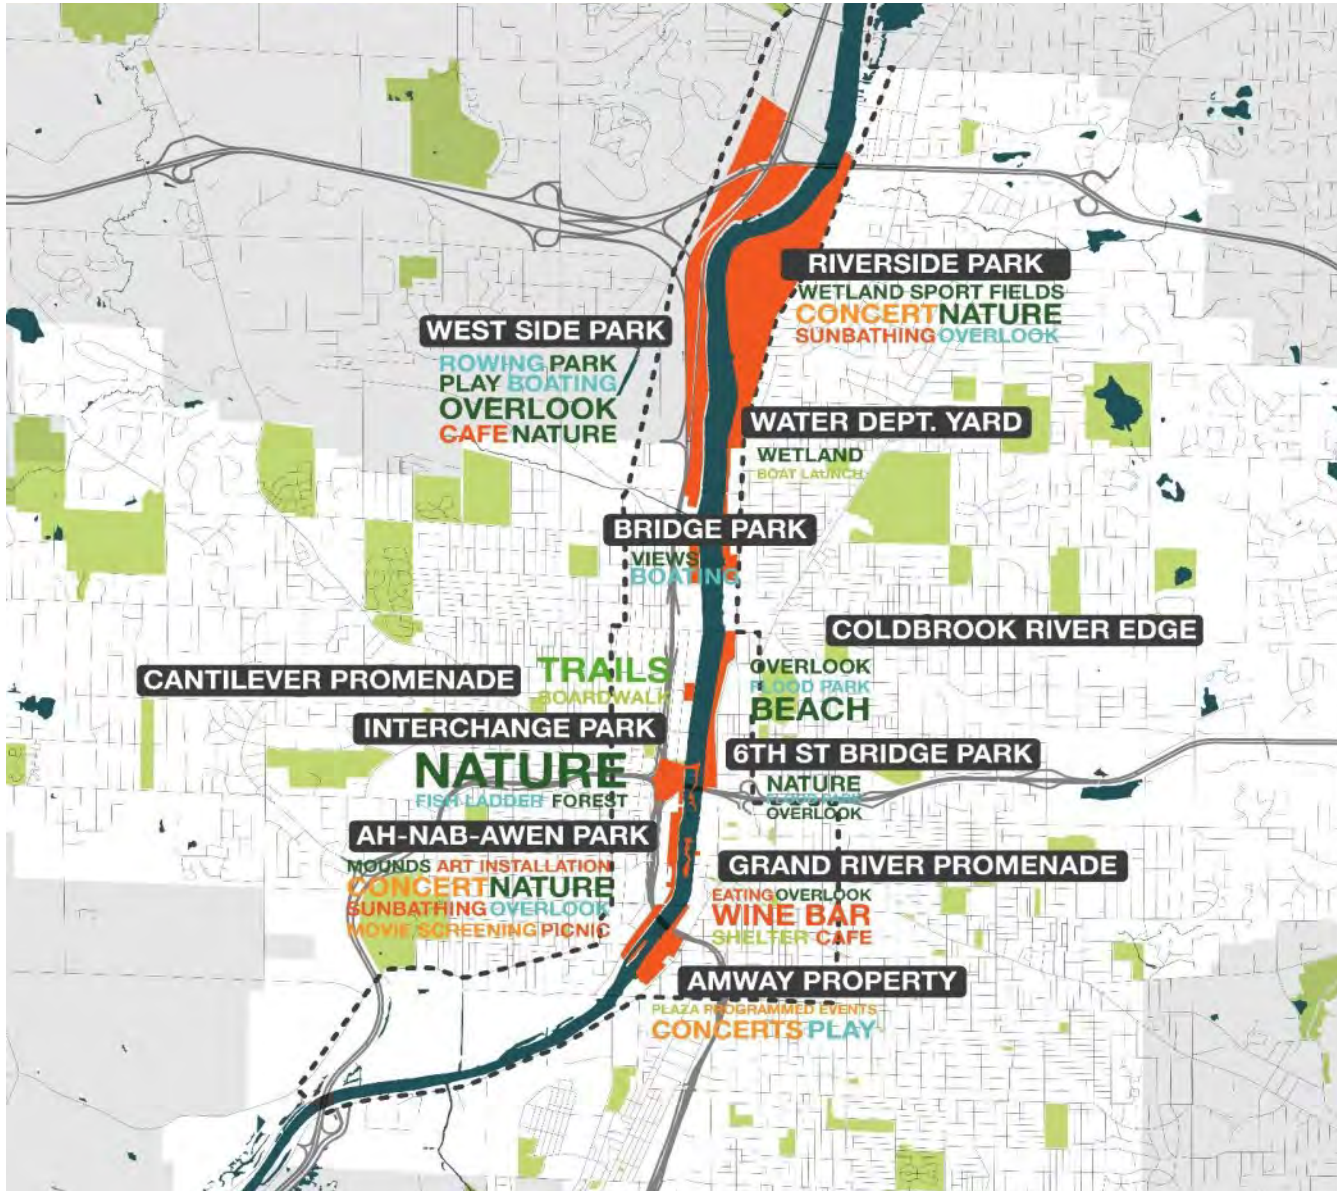 RIVERSIDE PARK
WETLAND SPORT FIELDS
CONCERT NATURE
SUNBATHING OVERLOOK
WEST SIDE PARK
ROWING PARK
PLAY BOATING
OVERLOOK
CAFE NATURE
WATER DEPT. YARD
WETLAND
BOAT LAUNCH
BRIDGE PARK
VIEWS
BOATING
COLDBROOK RIVER EDGE
OVERLOOK
FLOOD PARK
BEACH
CANTILEVER PROMENADE
TRAILS
BOARDWALK
INTERCHANGE PARK
NATURE
FISH LADDER FOREST
6TH ST BRIDGE PARK
NATURE
OVERLOOK
AH-NAB-AWEN PARK
MOUNDS ART INSTALLATION
CONCERT NATURE
SUNBATHING OVERLOOK
MOVIE SCREENING PICNIC
GRAND RIVER PROMENADE
EATING OVERLOOK
WINE BAR
SHELTER CAFE
AMWAY PROPERTY
PLAZA PROGRAMMED EVENTS
CONCERTS PLAY